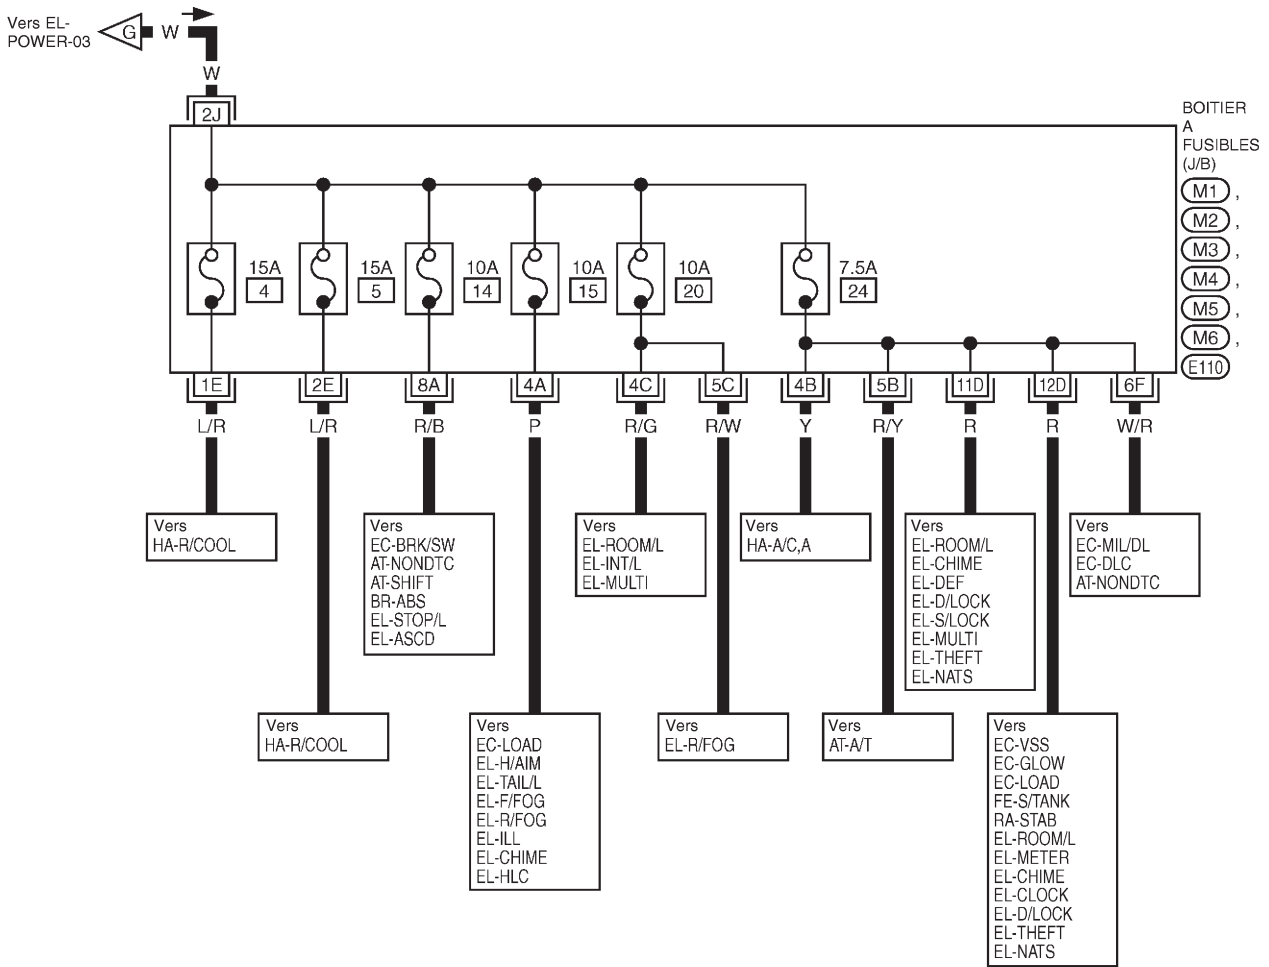 Vers EL-
POWER-03
G
W
W
2J
BOITIER
A
FUSIBLES
(J/B)
M1 ,
M2 ,
M3 ,
M4 ,
M5 ,
M6 ,
E110
15A
4
15A
5
10A
14
10A
15
10A
20
7.5A
24
1E
2E
8A
4A
4C
5C
4B
5B
11D
12D
6F
L/R
L/R
R/B
P
R/G
R/W
Y
R/Y
R
R
W/R
Vers
HA-R/COOL
Vers
EC-BRK/SW
AT-NONDTC
AT-SHIFT
BR-ABS
EL-STOP/L
EL-ASCD
Vers
EL-ROOM/L
EL-INT/L
EL-MULTI
Vers
HA-A/C,A
Vers
EL-ROOM/L
EL-CHIME
EL-DEF
EL-D/LOCK
EL-S/LOCK
EL-MULTI
EL-THEFT
EL-NATS
Vers
EC-MIL/DL
EC-DLC
AT-NONDTC
Vers
HA-R/COOL
Vers
EC-LOAD
EL-H/AIM
EL-TAIL/L
EL-F/FOG
EL-R/FOG
EL-ILL
EL-CHIME
EL-HLC
Vers
EL-R/FOG
Vers
AT-A/T
Vers
EC-VSS
EC-GLOW
EC-LOAD
FE-S/TANK
RA-STAB
EL-ROOM/L
EL-METER
EL-CHIME
EL-CLOCK
EL-D/LOCK
EL-THEFT
EL-NATS